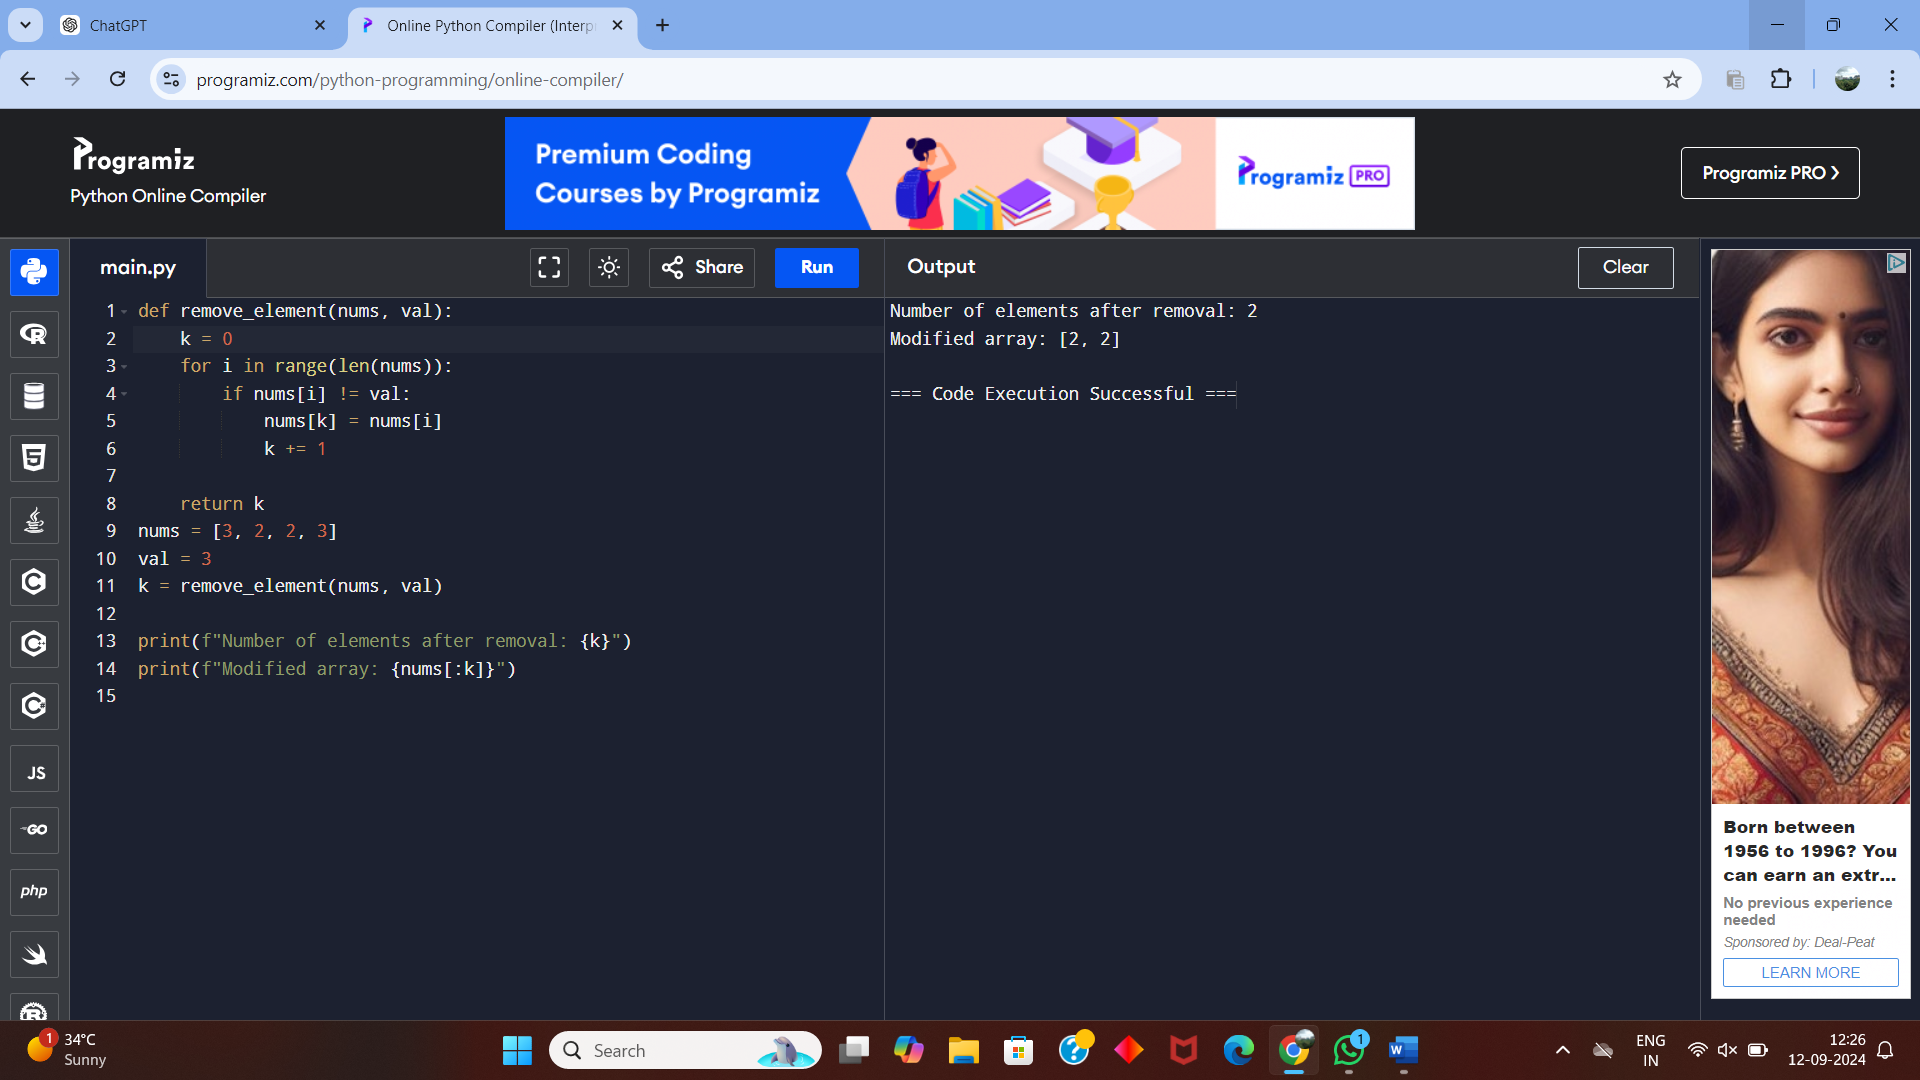 ChatGPT
Online Python Compiler (Interp
programiz.com/python-programming/online-compiler/
Programiz
Python Online Compiler
Premium Coding
Courses by Programiz
Programiz PRO
Programiz PRO
main.py
Share
Run
Output
Clear
1 def remove_element(nums, val):
2     k = 0
3     for i in range(len(nums)):
4         if nums[i] != val:
5             nums[k] = nums[i]
6             k += 1
7
8     return k
9 nums = [3, 2, 2, 3]
10 val = 3
11 k = remove_element(nums, val)
12
13 print(f"Number of elements after removal: {k}")
14 print(f"Modified array: {nums[:k]}")
15
Number of elements after removal: 2
Modified array: [2, 2]
=== Code Execution Successful ===
JS
GO
php
Born between
1956 to 1996? You
can earn an extr...
No previous experience
needed
Sponsored by: Deal-Peat
LEARN MORE
1
34°C
Sunny
Search
1
W
ENG
IN
12:26
12-09-2024